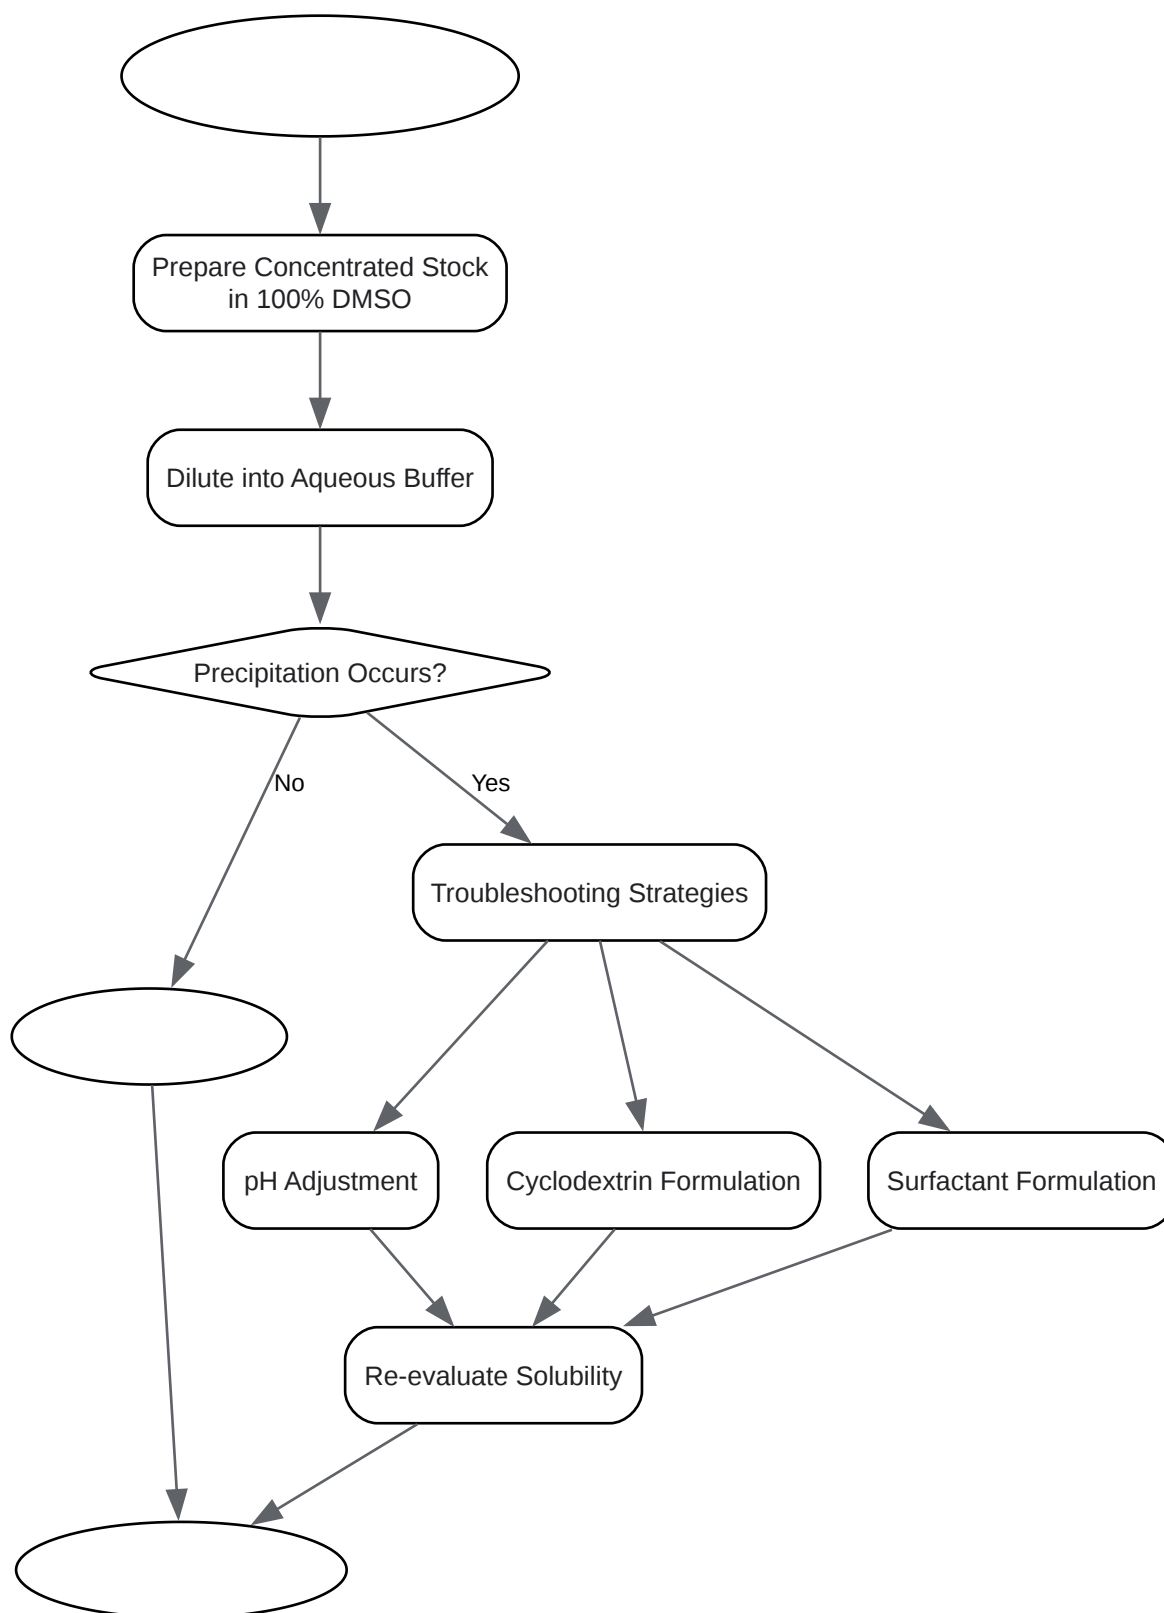 Prepare Concentrated Stock
in 100% DMSO
Dilute into Aqueous Buffer
Precipitation Occurs?
No
Yes
Troubleshooting Strategies
pH Adjustment
Cyclodextrin Formulation
Surfactant Formulation
Re-evaluate Solubility